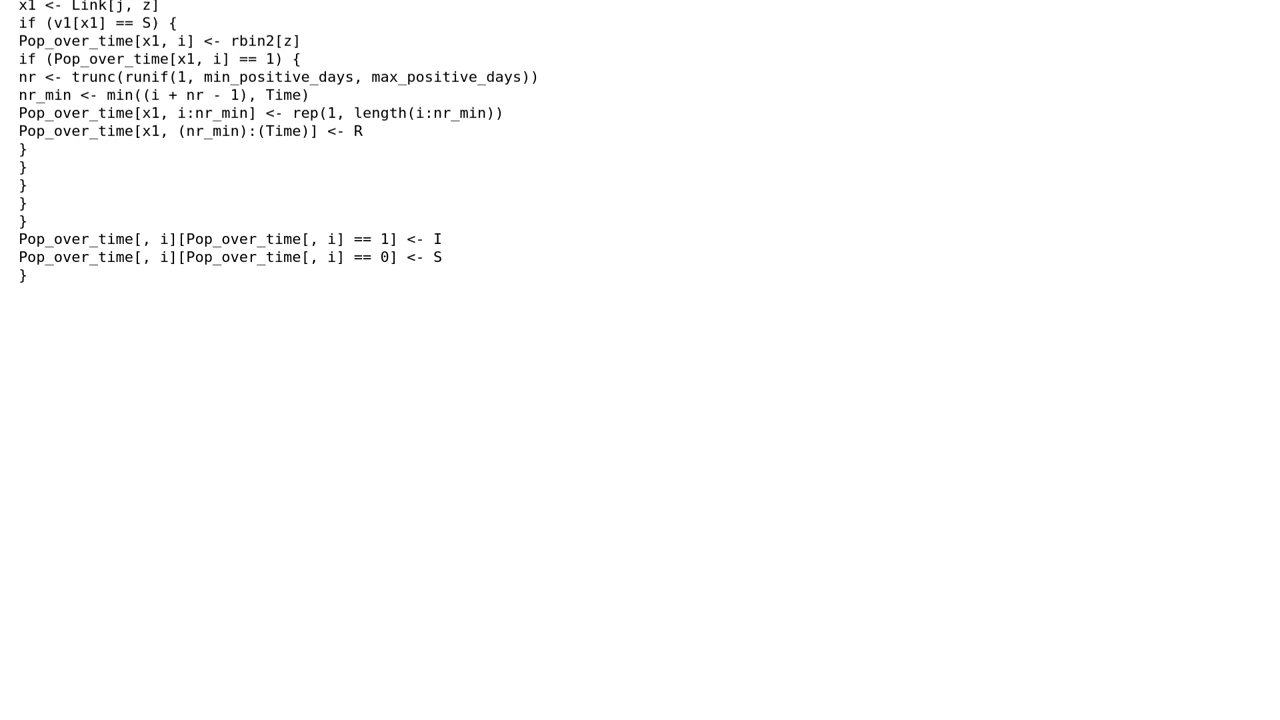 x1 <- Link[j, z]
if (v1[x1] == S) {
Pop_over_time[x1, i] <- rbin2[z]
if (Pop_over_time[x1, i] == 1) {
nr <- trunc(runif(1, min_positive_days, max_positive_days))
nr_min <- min((i + nr - 1), Time)
Pop_over_time[x1, i:nr_min] <- rep(1, length(i:nr_min))
Pop_over_time[x1, (nr_min):(Time)] <- R
}
}
}
}
}
Pop_over_time[, i][Pop_over_time[, i] == 1] <- I
Pop_over_time[, i][Pop_over_time[, i] == 0] <- S
}